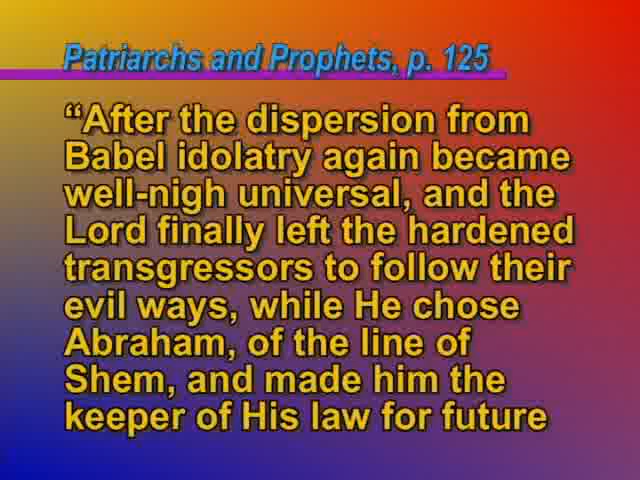 Patriarchs and Prophets, p. 125
“After the dispersion from
Babel idolatry again became
well-nigh universal, and the
Lord finally left the hardened
transgressors to follow their
evil ways, while He chose
Abraham, of the line of
Shem, and made him the
keeper of His law for future